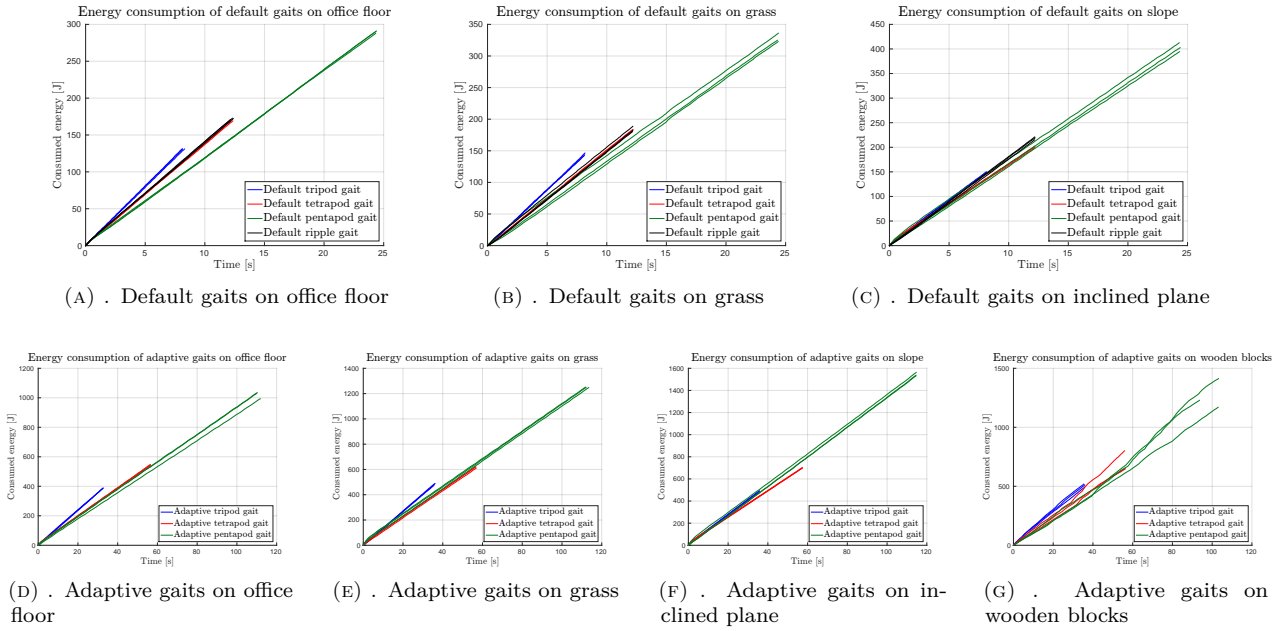 Energy consumption of default gaits on office floor
300
250
200
150
100
50
0
Consumed energy [J]
0 5 10 15 20 25
Time [s]
Default tripod gait
Default tetrapod gait
Default pentapod gait
Default ripple gait
(A) . Default gaits on office floor
Energy consumption of default gaits on grass
350
300
250
200
150
100
50
0
Consumed energy [J]
0 5 10 15 20 25
Time [s]
Default tripod gait
Default tetrapod gait
Default pentapod gait
Default ripple gait
(B) . Default gaits on grass
Energy consumption of default gaits on slope
450
400
350
300
250
200
150
100
50
0
Consumed energy [J]
0 5 10 15 20 25
Time [s]
Default tripod gait
Default tetrapod gait
Default pentapod gait
Default ripple gait
(C) . Default gaits on inclined plane
Energy consumption of adaptive gaits on office floor
1200
1000
800
600
400
200
0
Consumed energy [J]
0 20 40 60 80 100 120
Time [s]
Adaptive tripod gait
Adaptive tetrapod gait
Adaptive pentapod gait
(D) . Adaptive gaits on office
floor
Energy consumption of adaptive gaits on grass
1400
1200
1000
800
600
400
200
0
Consumed energy [J]
0 20 40 60 80 100 120
Time [s]
Adaptive tripod gait
Adaptive tetrapod gait
Adaptive pentapod gait
(E) . Adaptive gaits on grass
Energy consumption of adaptive gaits on slope
1600
1400
1200
1000
800
600
400
200
0
Consumed energy [J]
0 20 40 60 80 100 120
Time [s]
Adaptive tripod gait
Adaptive tetrapod gait
Adaptive pentapod gait
(F) . Adaptive gaits on in-
clined plane
Energy consumption of adaptive gaits on wooden blocks
1500
1000
500
0
Consumed energy [J]
0 20 40 60 80 100 120
Time [s]
Adaptive tripod gait
Adaptive tetrapod gait
Adaptive pentapod gait
(G) . Adaptive gaits on
wooden blocks